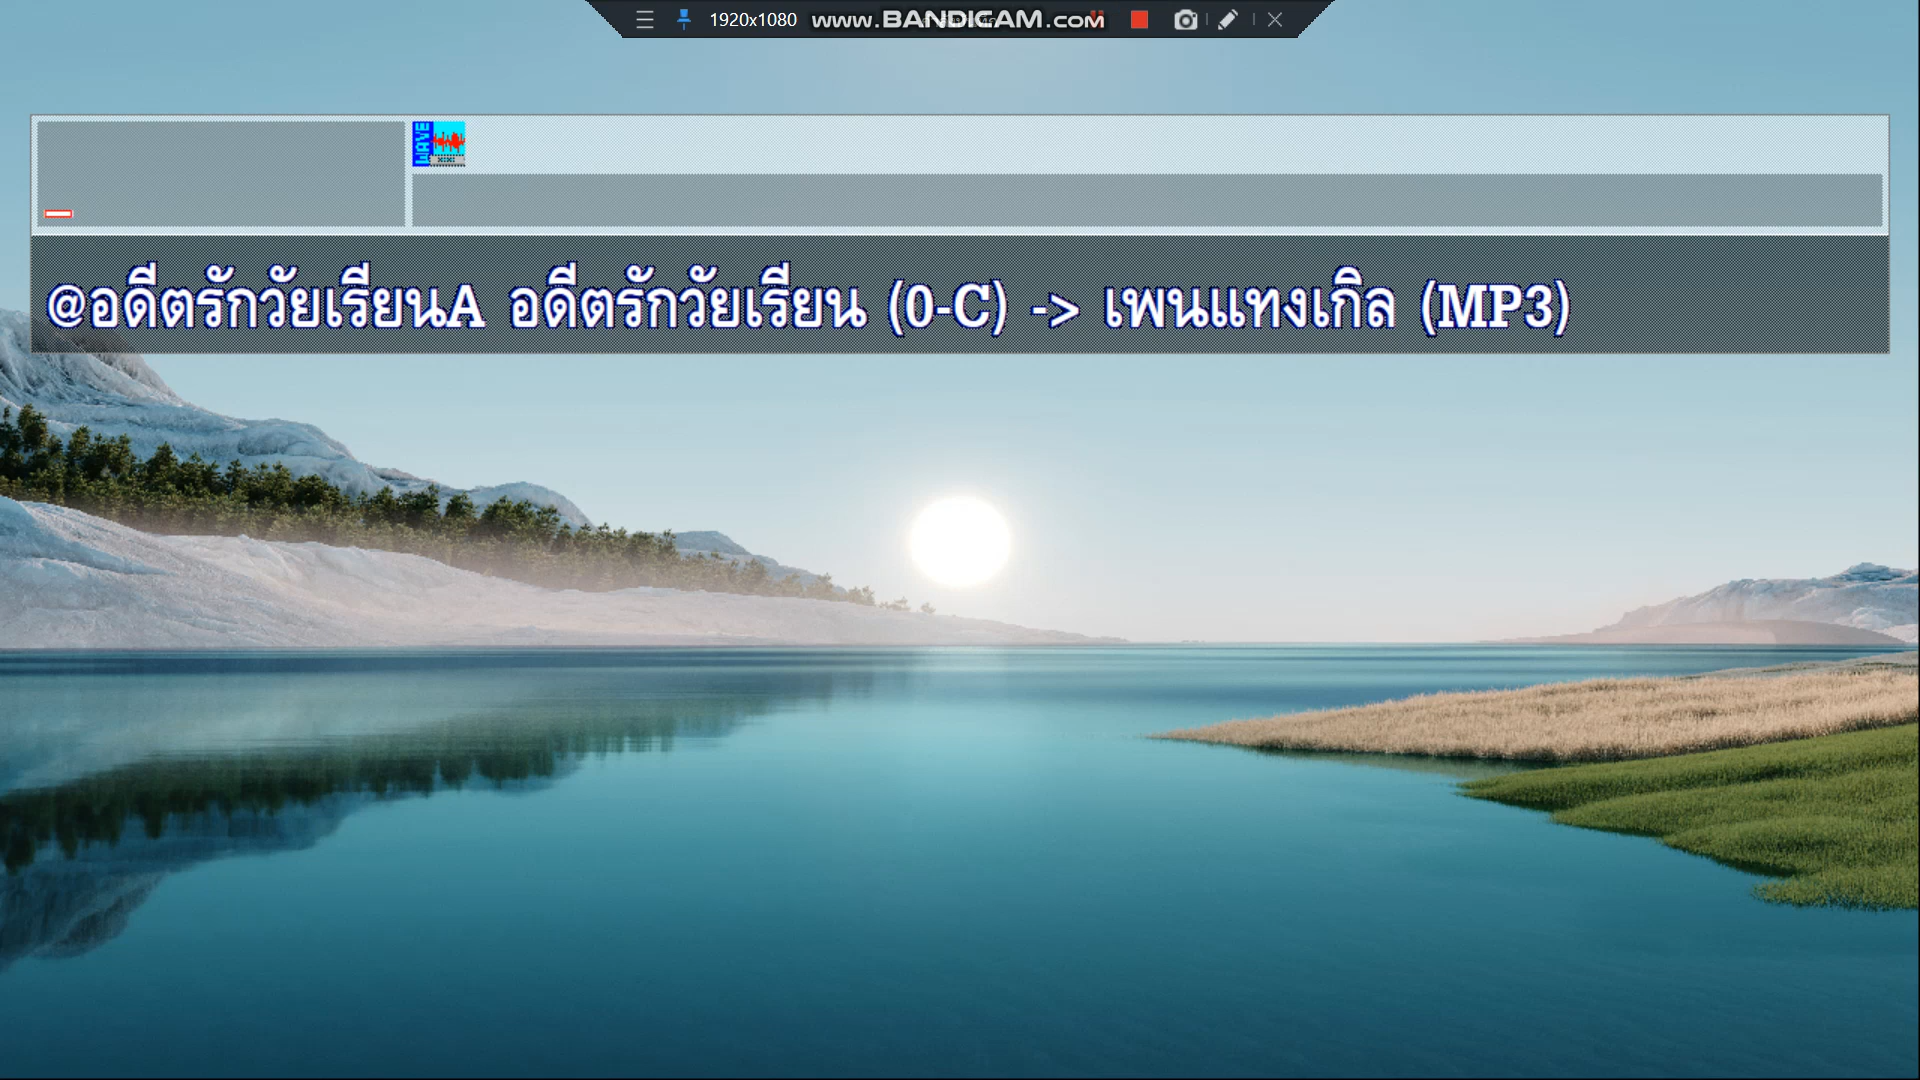 1920x1080 www.BANDICAM.com
WAVE
@อดีตรักวัยเรียนA อดีตรักวัยเรียน (0-C) -> เพนแทงเกิล (MP3)